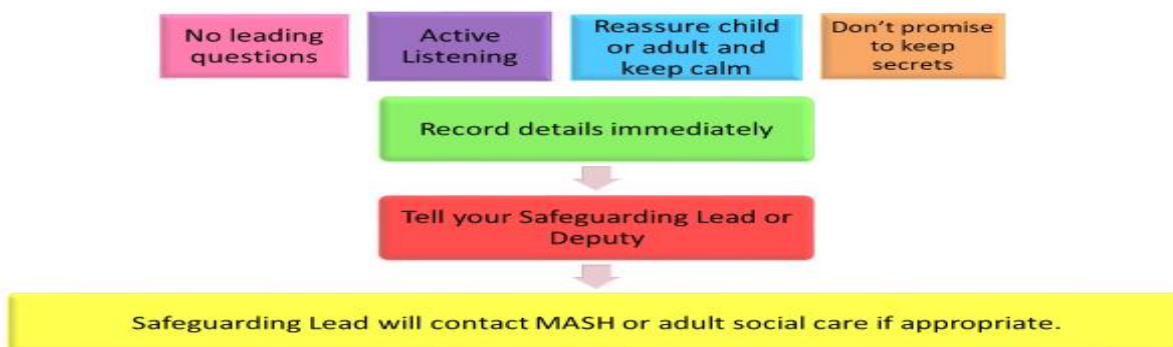 No leading
questions
Active
Listening
Reassure child
or adult and
keep calm
Don't promise
to keep
secrets
Record details immediately
Tell your Safeguarding Lead or
Deputy
Safeguarding Lead will contact MASH or adult social care if appropriate.